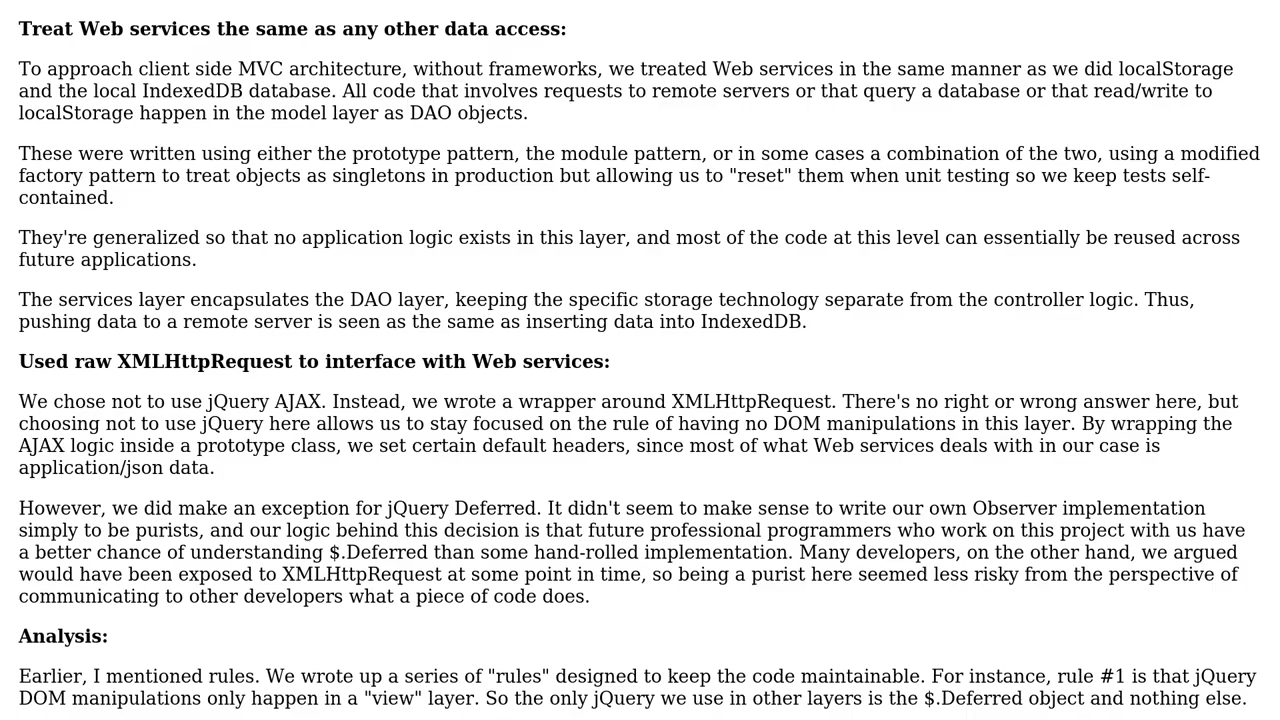 Treat Web services the same as any other data access:
To approach client side MVC architecture, without frameworks, we treated Web services in the same manner as we did localStorage
and the local IndexedDB database. All code that involves requests to remote servers or that query a database or that read/write to
localStorage happen in the model layer as DAO objects.
These were written using either the prototype pattern, the module pattern, or in some cases a combination of the two, using a modified
factory pattern to treat objects as singletons in production but allowing us to "reset" them when unit testing so we keep tests self-
contained.
They're generalized so that no application logic exists in this layer, and most of the code at this level can essentially be reused across
future applications.
The services layer encapsulates the DAO layer, keeping the specific storage technology separate from the controller logic. Thus,
pushing data to a remote server is seen as the same as inserting data into IndexedDB.
Used raw XMLHttpRequest to interface with Web services:
We chose not to use jQuery AJAX. Instead, we wrote a wrapper around XMLHttpRequest. There's no right or wrong answer here, but
choosing not to use jQuery here allows us to stay focused on the rule of having no DOM manipulations in this layer. By wrapping the
AJAX logic inside a prototype class, we set certain default headers, since most of what Web services deals with in our case is
application/json data.
However, we did make an exception for jQuery Deferred. It didn't seem to make sense to write our own Observer implementation
simply to be purists, and our logic behind this decision is that future professional programmers who work on this project with us have
a better chance of understanding $.Deferred than some hand-rolled implementation. Many developers, on the other hand, we argued
would have been exposed to XMLHttpRequest at some point in time, so being a purist here seemed less risky from the perspective of
communicating to other developers what a piece of code does.
Analysis:
Earlier, I mentioned rules. We wrote up a series of "rules" designed to keep the code maintainable. For instance, rule #1 is that jQuery
DOM manipulations only happen in a "view" layer. So the only jQuery we use in other layers is the $.Deferred object and nothing else.